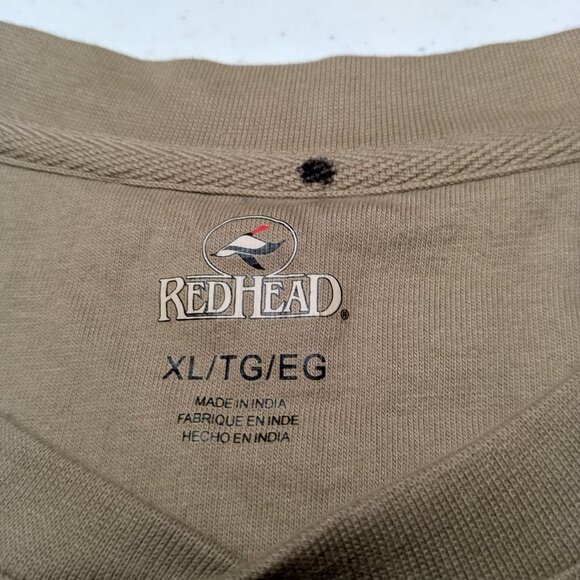 REDHEAD®
XL/TG/EG
MADE IN INDIA
FABRIQUE EN INDE
HECHO EN INDIA